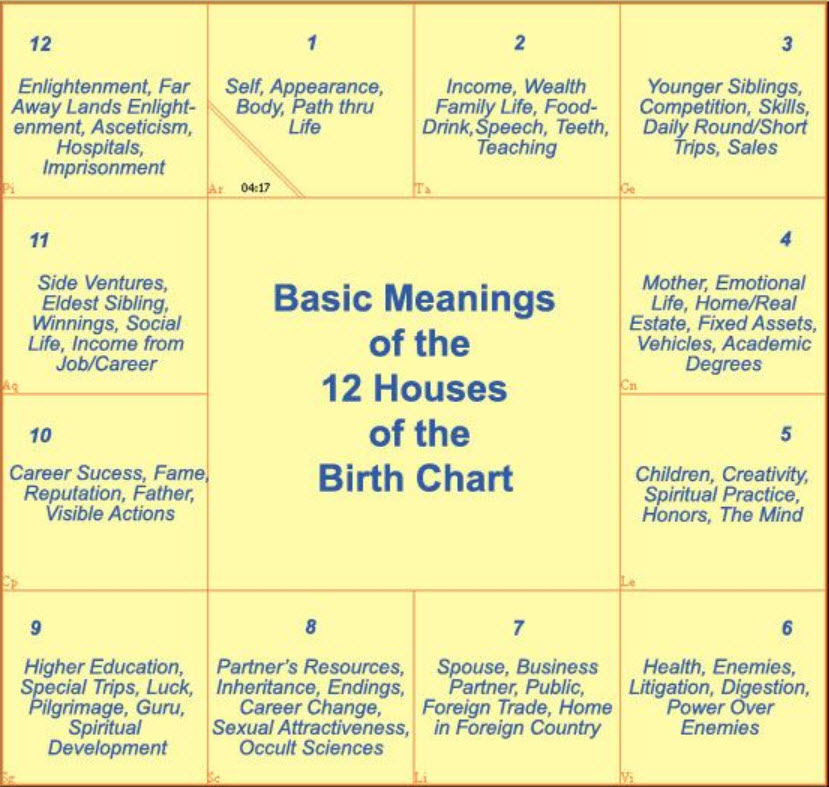 12
Enlightenment, Far
Away Lands Enlight-
enment, Asceticism,
Hospitals,
Imprisonment
Pi
1
Self, Appearance,
Body, Path thru
Life
Ar
04:17
2
Income, Wealth
Family Life, Food-
Drink,Speech, Teeth,
Teaching
Ta
3
Younger Siblings,
Competition, Skills,
Daily Round/Short
Trips, Sales
Ge
11
Side Ventures,
Eldest Sibling,
Winnings, Social
Life, Income from
Job/Career
Aq
Basic Meanings
of the
12 Houses
of the
Birth Chart
4
Mother, Emotional
Life, Home/Real
Estate, Fixed Assets,
Vehicles, Academic
Degrees
Cn
10
Career Sucess, Fame,
Reputation, Father,
Visible Actions
Cp
5
Children, Creativity,
Spiritual Practice,
Honors, The Mind
Le
9
Higher Education,
Special Trips, Luck,
Pilgrimage, Guru,
Spiritual
Development
Sg
8
Partner's Resources,
Inheritance, Endings,
Career Change,
Sexual Attractiveness,
Occult Sciences
Sc
7
Spouse, Business
Partner, Public,
Foreign Trade, Home
in Foreign Country
Li
6
Health, Enemies,
Litigation, Digestion,
Power Over
Enemies
Vi